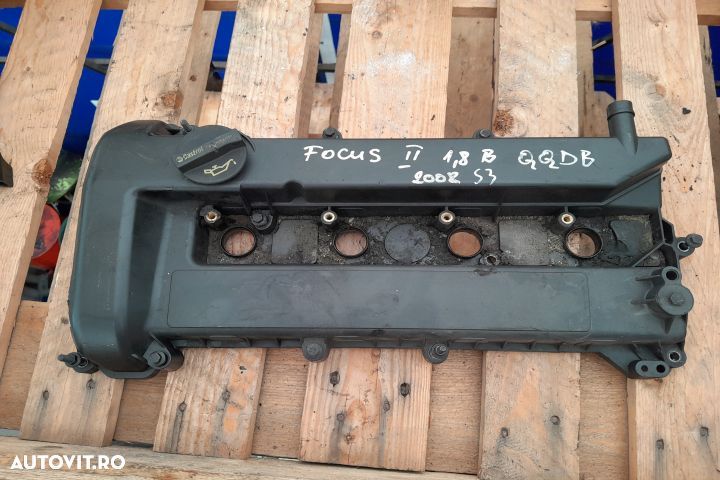 Castrol
FOCUS II 1,8 B QQDB
2008 S3
AUTOVIT.RO